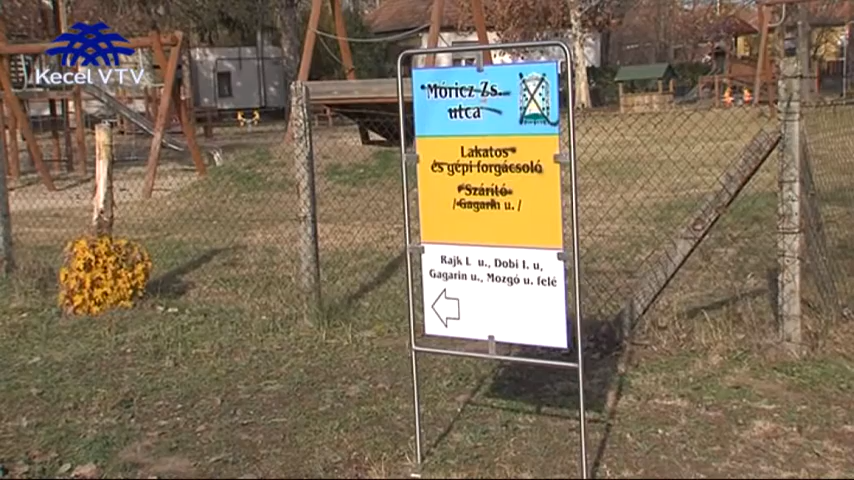 Kecel VTV
Móricz Zs.
utca
Lakatos
és gépi forgácsoló
Szárító
/ Gagarin u. /
Rajk L u., Dobi I. u,
Gagarin u., Mozgó u. felé